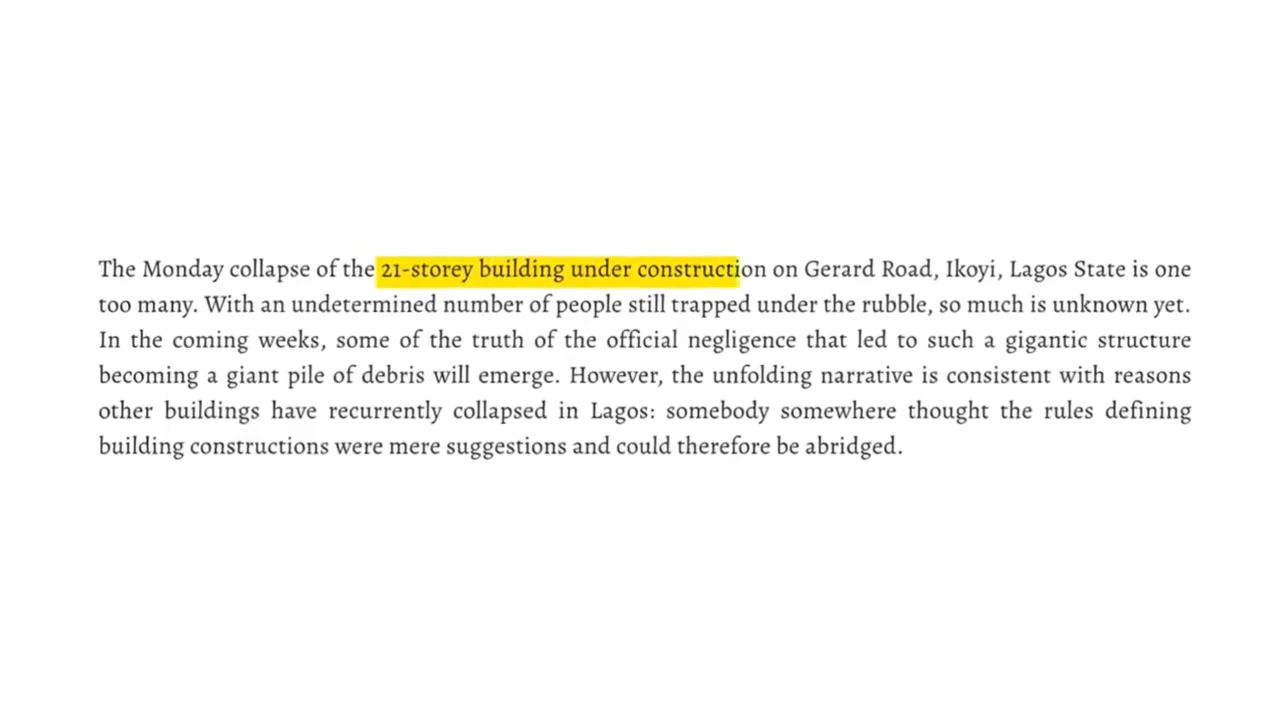 The Monday collapse of the 21-storey building under construction on Gerard Road, Ikoyi, Lagos State is one
too many. With an undetermined number of people still trapped under the rubble, so much is unknown yet.
In the coming weeks, some of the truth of the official negligence that led to such a gigantic structure
becoming a giant pile of debris will emerge. However, the unfolding narrative is consistent with reasons
other buildings have recurrently collapsed in Lagos: somebody somewhere thought the rules defining
building constructions were mere suggestions and could therefore be abridged.